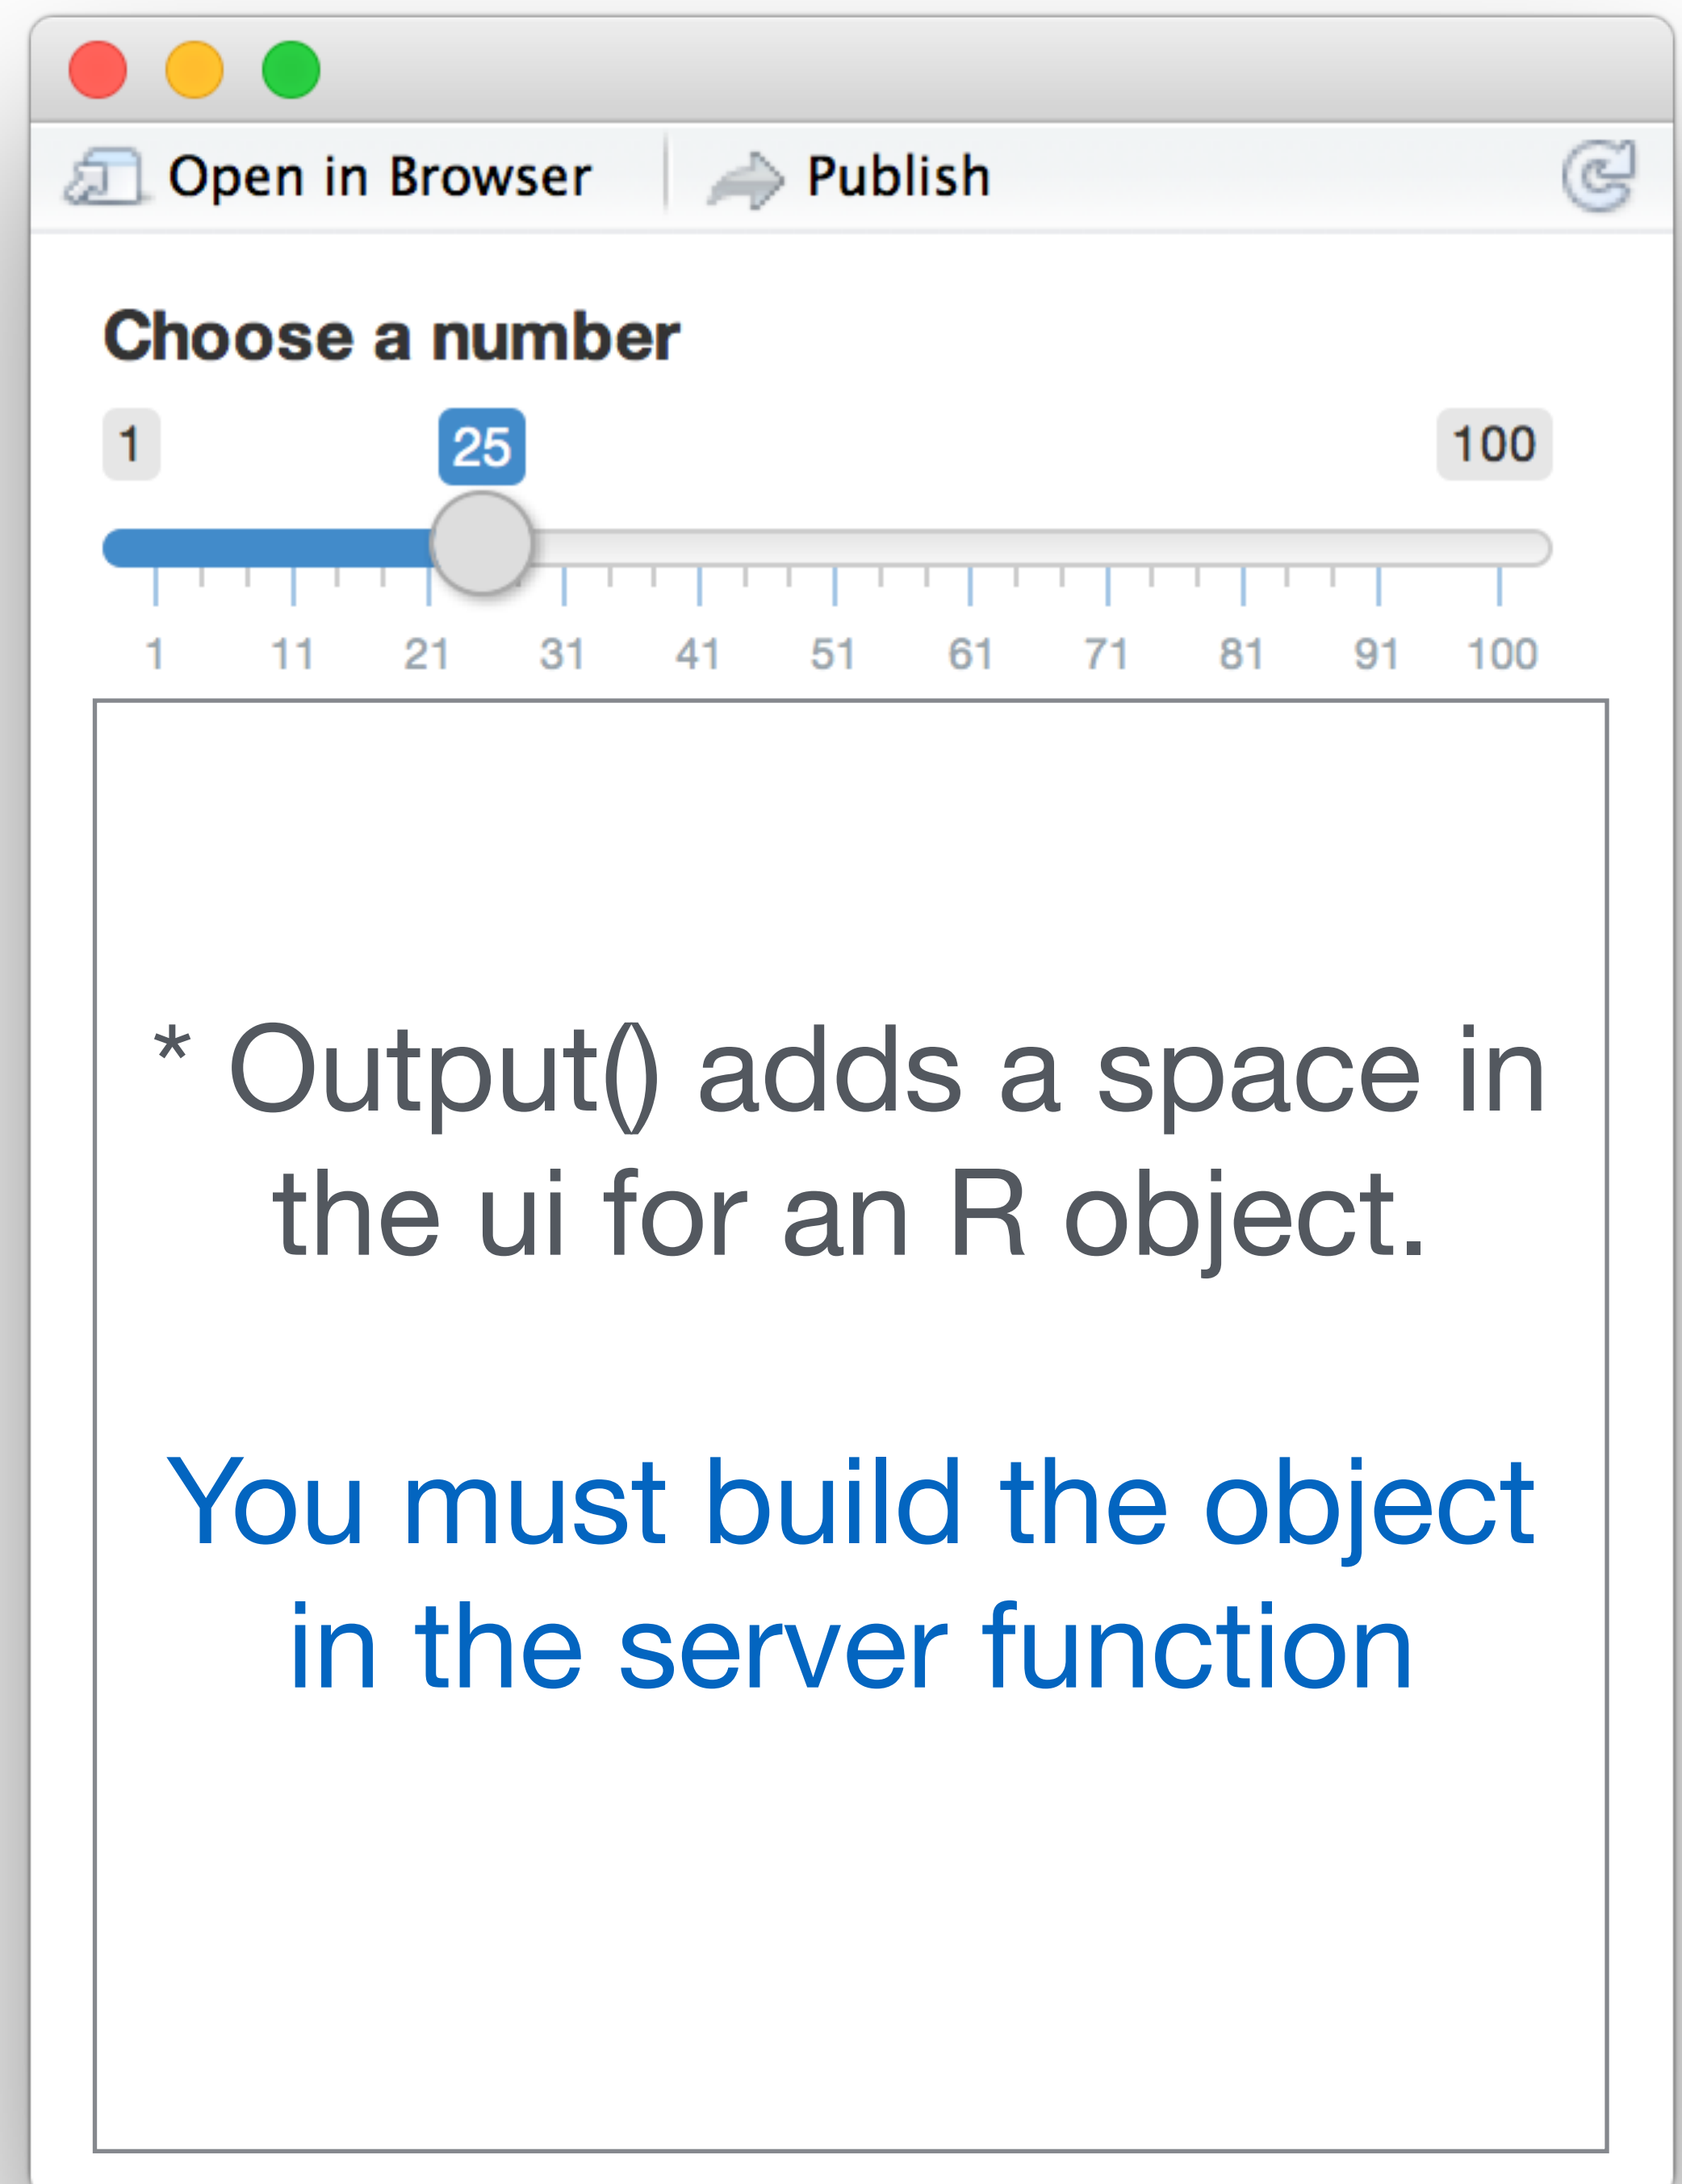 Open in Browser Publish
Choose a number
1 25 100
1 11 21 31 41 51 61 71 81 91 100
* Output() adds a space in
the ui for an R object.
You must build the object
in the server function